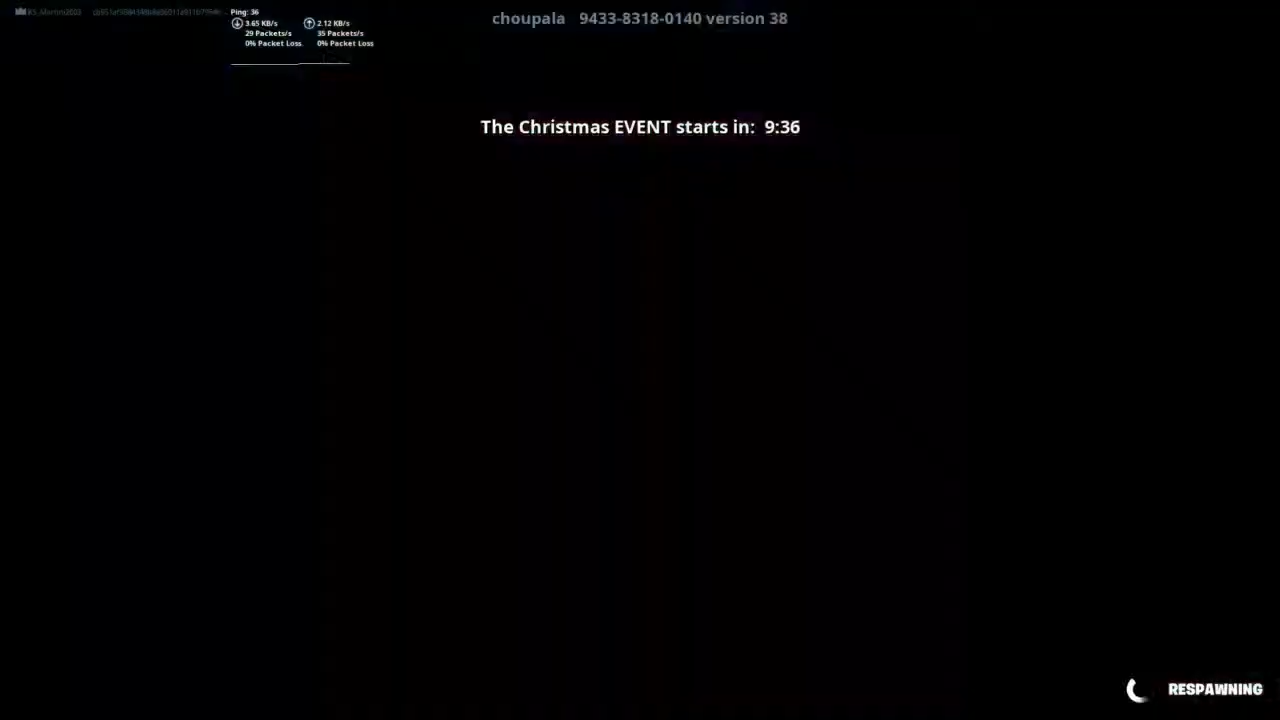 Ping: 36
3.65 KB/s 2.12 KB/s
29 Packets/s 35 Packets/s
0% Packet Loss 0% Packet Loss
choupala 9433-8318-0140 version 38
The Christmas EVENT starts in: 9:36
RESPAWNING